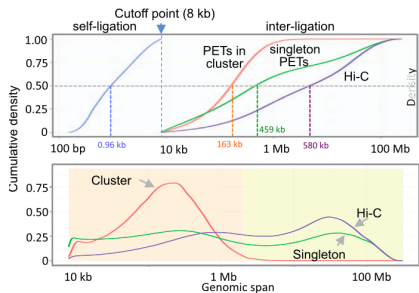 Cutoff point (8 kb)
self-ligation
inter-ligation
Cumulative density
1.00
0.75
0.50
0.25
0
PETs in
cluster
singleton
PETs
Hi-C
Density
0.96 kb
163 kb
459 kb
580 kb
100 bp
10 kb
1 Mb
100 Mb
0.75
0.50
0.25
0
Cluster
Hi-C
Singleton
10 kb
1 Mb
100 Mb
Genomic span